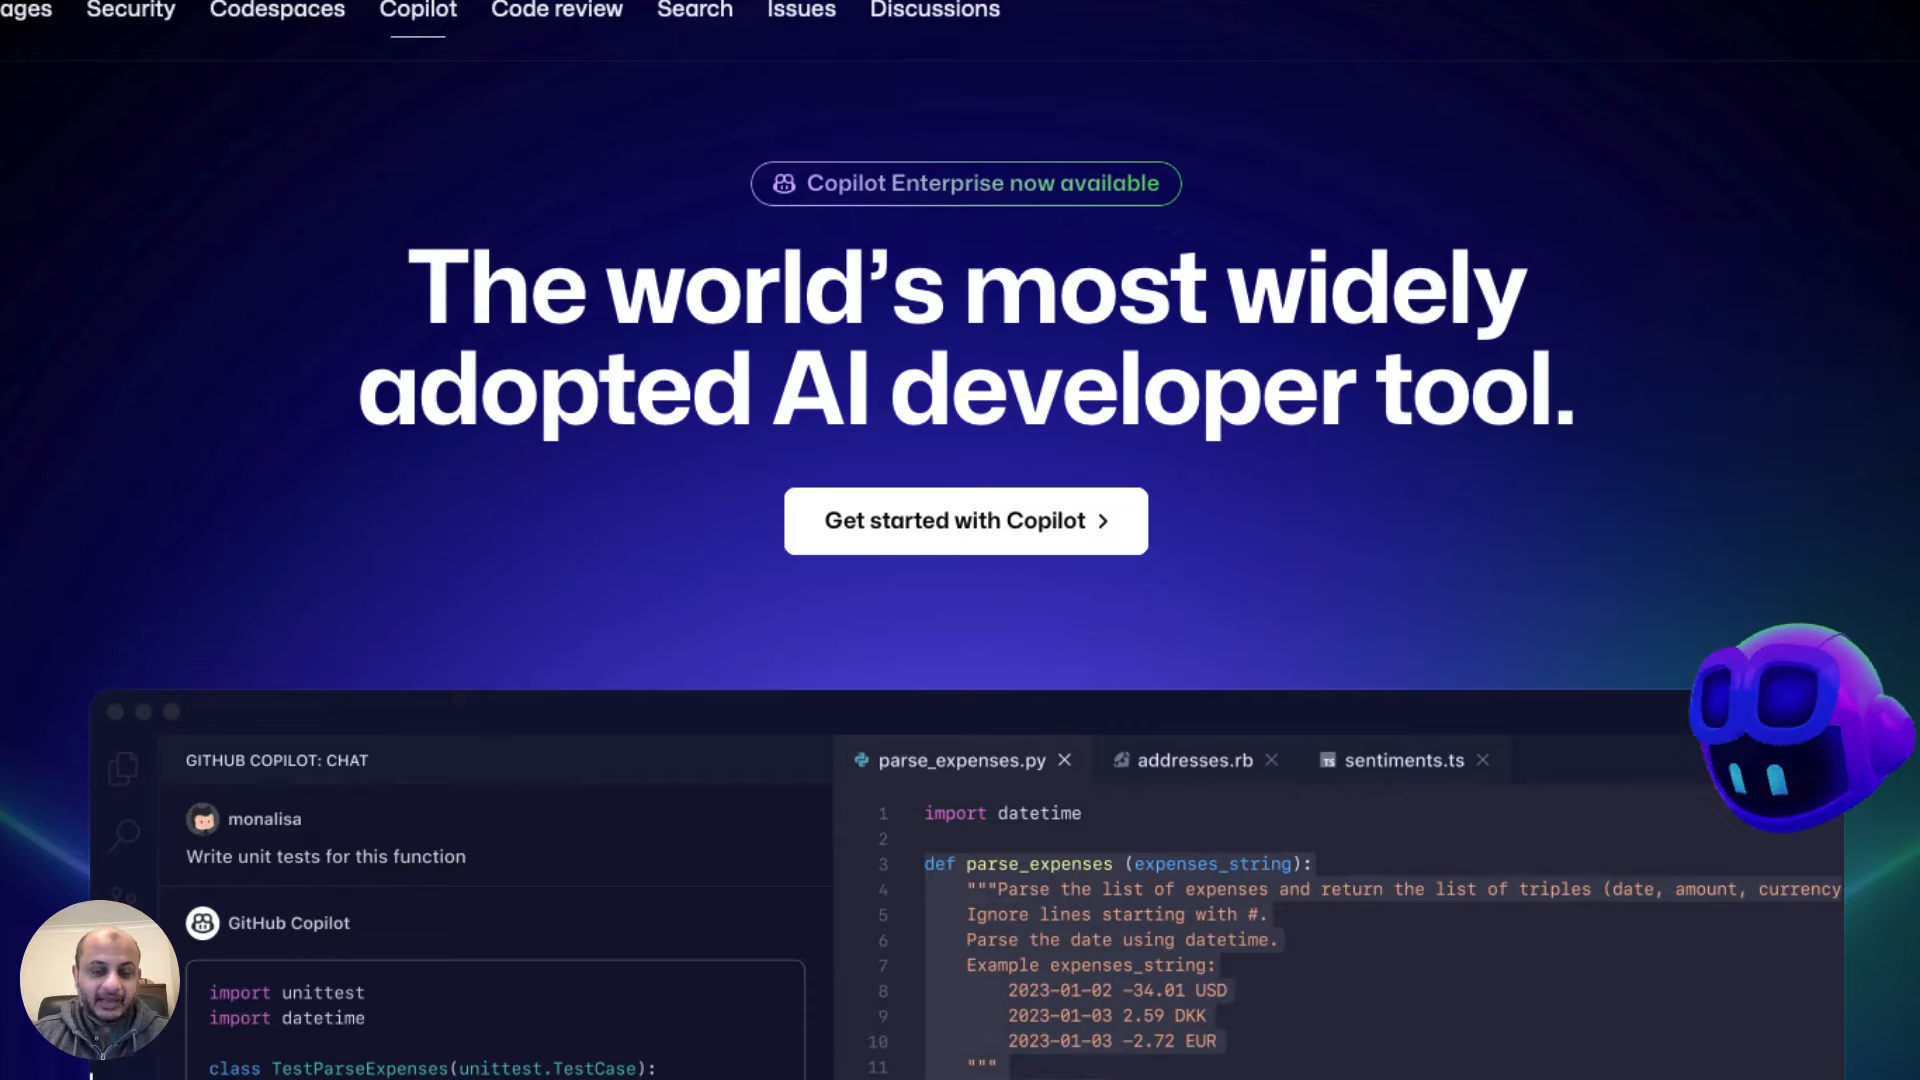 ages Security Codespaces Copilot Code review Search Issues Discussions
Copilot Enterprise now available
The world’s most widely
adopted AI developer tool.
Get started with Copilot
GITHUB COPILOT: CHAT
monalisa
Write unit tests for this function
GitHub Copilot
import unittest
import datetime
class TestParseExpenses(unittest.TestCase):
parse_expenses.py addresses.rb TS sentiments.ts
1 import datetime
2
3 def parse_expenses (expenses_string):
4 """Parse the list of expenses and return the list of triples (date, amount, currency
5 Ignore lines starting with #.
6 Parse the date using datetime.
7 Example expenses_string:
8 2023-01-02 -34.01 USD
9 2023-01-03 2.59 DKK
10 2023-01-03 -2.72 EUR
11 """